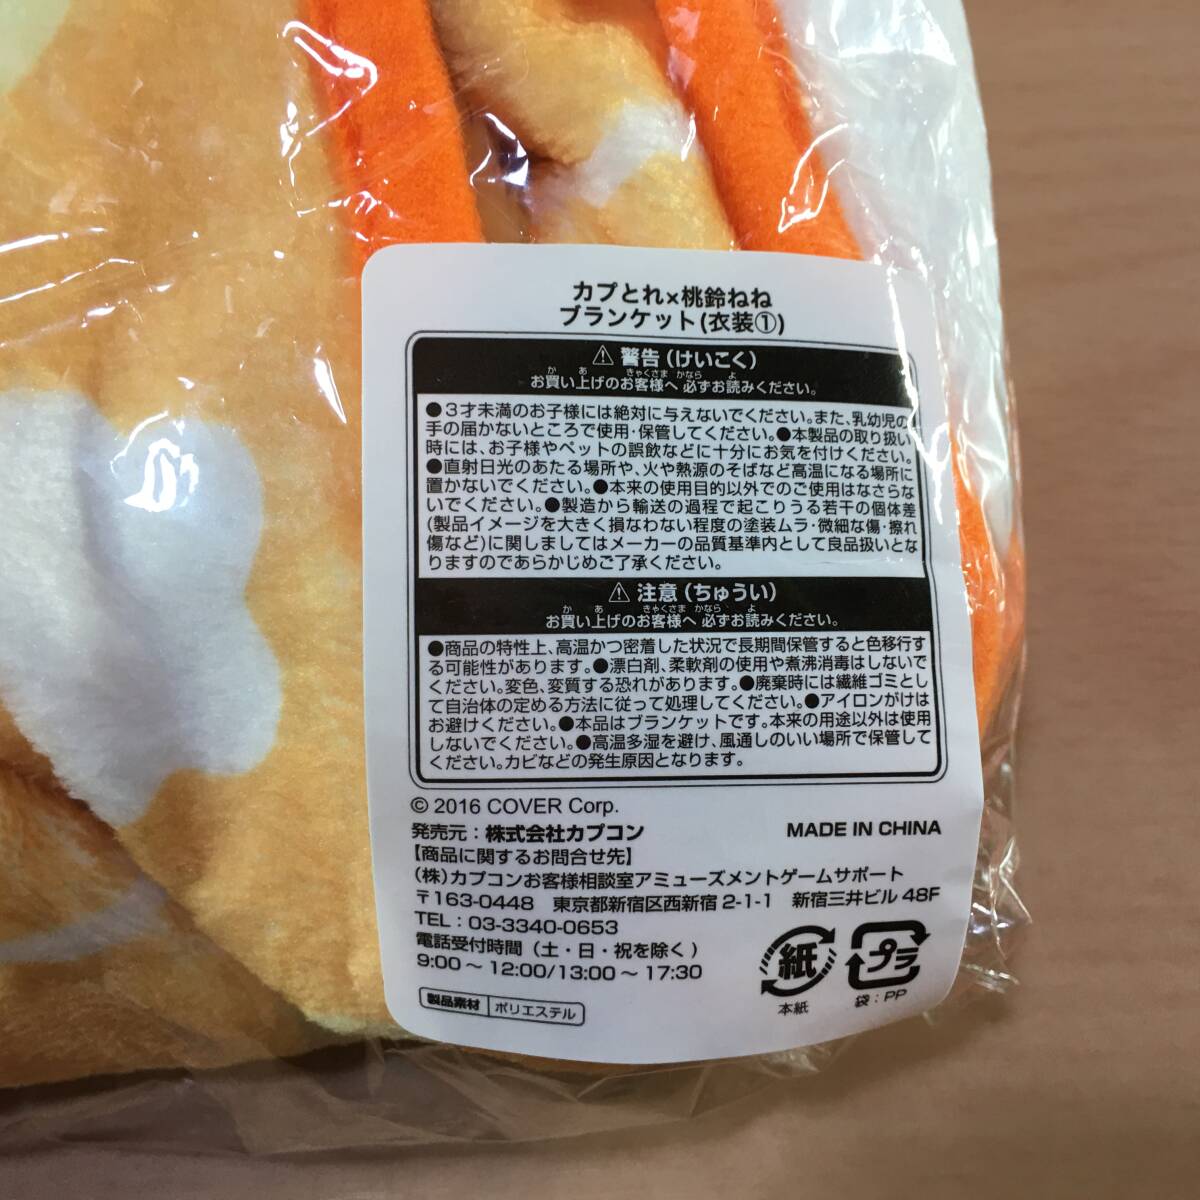 カプとれ×桃鈴ねね
ブランケット(衣装①)
⚠ 警告(けいこく)
お買い上げのお客様へ 必ずお読みください。
●3才未満のお子様には絶対に与えないでください。また、乳幼児の
手の届かないところで使用・保管してください。●本製品の取り扱い
時には、お子様やペットの誤飲などに十分にお気を付けください。
●直射日光のあたる場所や、火や熱源のそばなど高温になる場所に
置かないでください。●本来の使用目的以外でのご使用はなさらな
いでください。●製造から輸送の過程で起こりうる若干の個体差
(製品イメージを大きく損なわない程度の塗装ムラ・微細な傷・擦れ
傷など)に関しましてはメーカーの品質基準内として良品扱いとな
りますのであらかじめご了承ください。
⚠ 注意(ちゅうい)
お買い上げのお客様へ 必ずお読みください。
●商品の特性上、高温かつ密着した状況で長期間保管すると色移行す
る可能性があります。●漂白剤、柔軟剤の使用や煮沸消毒はしないで
ください。変色、変質する恐れがあります。●廃棄時には繊維ゴミとし
て自治体の定める方法に従って処理してください。●アイロンがけは
お避けください。●本品はブランケットです。本来の用途以外は使用
しないでください。●高温多湿を避け、風通しのいい場所で保管して
ください。カビなどの発生原因となります。
© 2016 COVER Corp.
発売元：株式会社カプコン MADE IN CHINA
【商品に関するお問合せ先】
(株)カプコンお客様相談室アミューズメントゲームサポート
〒163-0448 東京都新宿区西新宿2-1-1 新宿三井ビル48F
TEL：03-3340-0653
電話受付時間(土・日・祝を除く)
9:00～12:00/13:00～17:30
紙 プラ
本紙 袋：PP
製品素材 ポリエステル